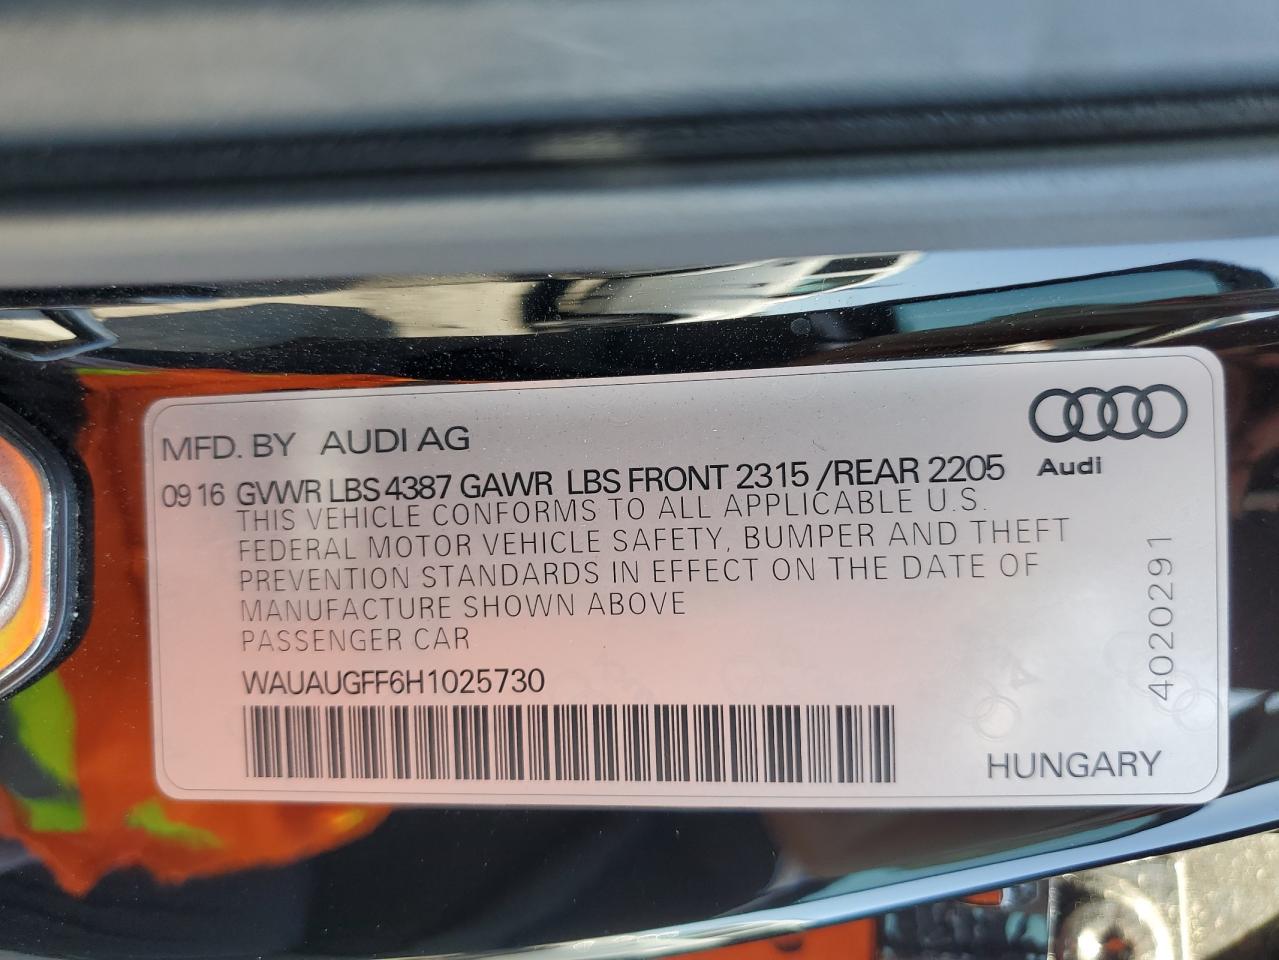 MFD. BY AUDI AG
09 16 GVWR LBS 4387 GAWR LBS FRONT 2315 /REAR 2205
Audi
THIS VEHICLE CONFORMS TO ALL APPLICABLE U.S.
FEDERAL MOTOR VEHICLE SAFETY, BUMPER AND THEFT
PREVENTION STANDARDS IN EFFECT ON THE DATE OF
MANUFACTURE SHOWN ABOVE
PASSENGER CAR
WAUAUGFF6H1025730
4020291
HUNGARY